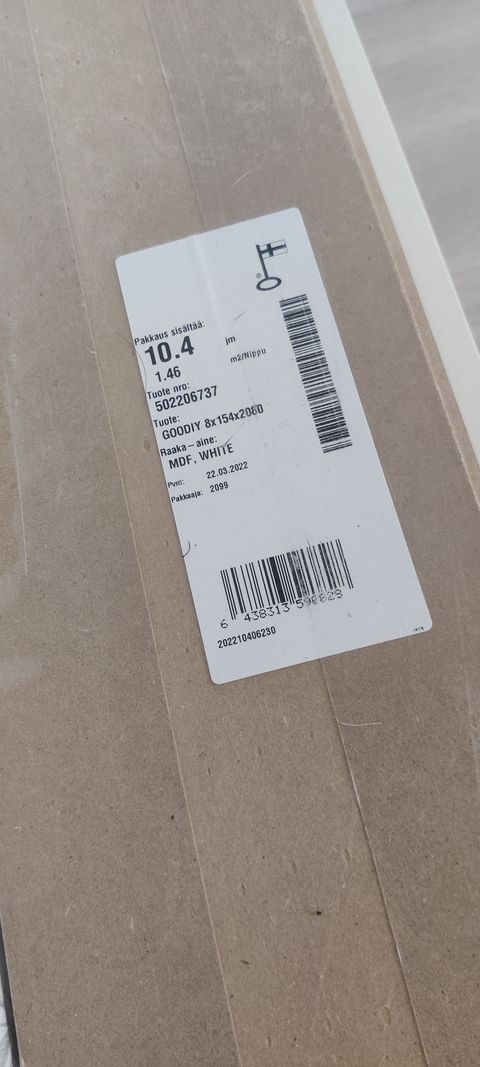 Pakkaus sisältää:
10.4 jm
1.46 m2/Nippu
Tuote nro:
502206737
Tuote:
GOODIY 8x154x2080
Raaka-aine:
MDF, WHITE
Pvm: 22.03.2022
Pakkaaja: 2099
6 438313 590828
202210406230